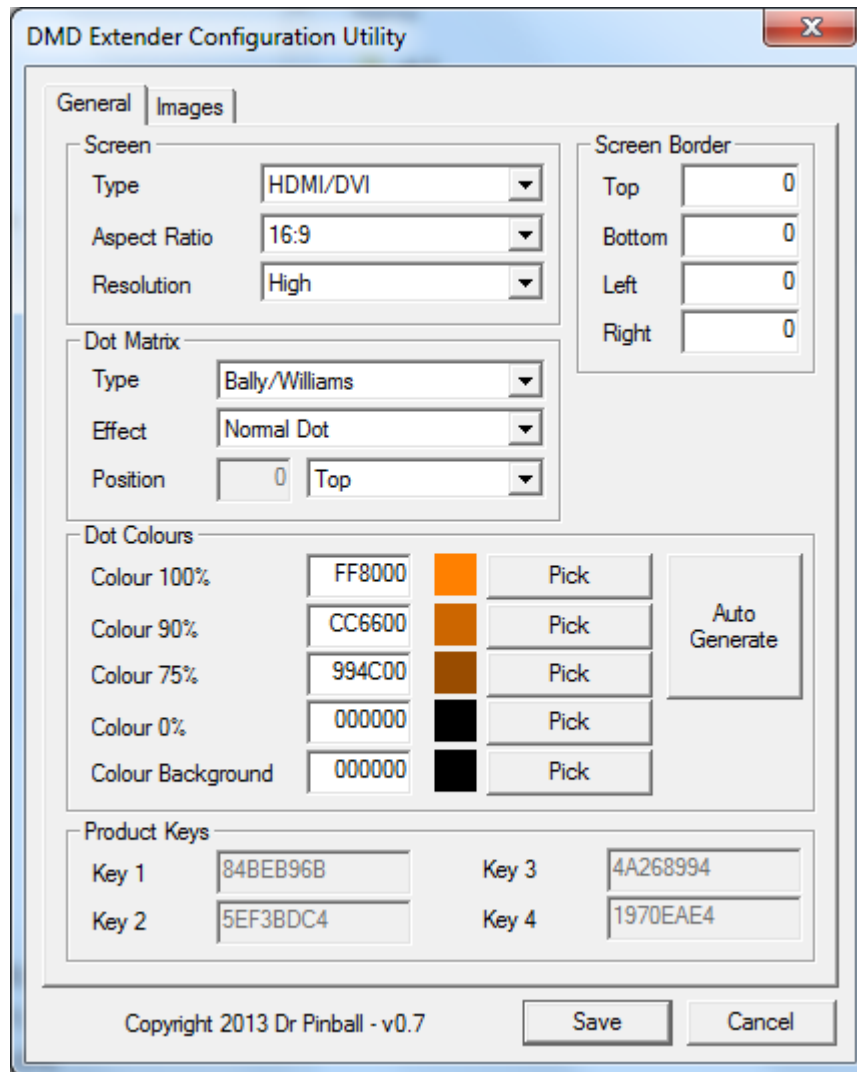 DMD Extender Configuration Utility
General Images
Screen
Type HDMI/DVI
Aspect Ratio 16:9
Resolution High
Screen Border
Top 0
Bottom 0
Left 0
Right 0
Dot Matrix
Type Bally/Williams
Effect Normal Dot
Position 0 Top
Dot Colours
Colour 100% FF8000 Pick
Colour 90% CC6600 Pick
Colour 75% 994C00 Pick
Colour 0% 000000 Pick
Colour Background 000000 Pick
Auto
Generate
Product Keys
Key 1 84BEB96B Key 3 4A268994
Key 2 5EF3BDC4 Key 4 1970EAE4
Copyright 2013 Dr Pinball - v0.7 Save Cancel